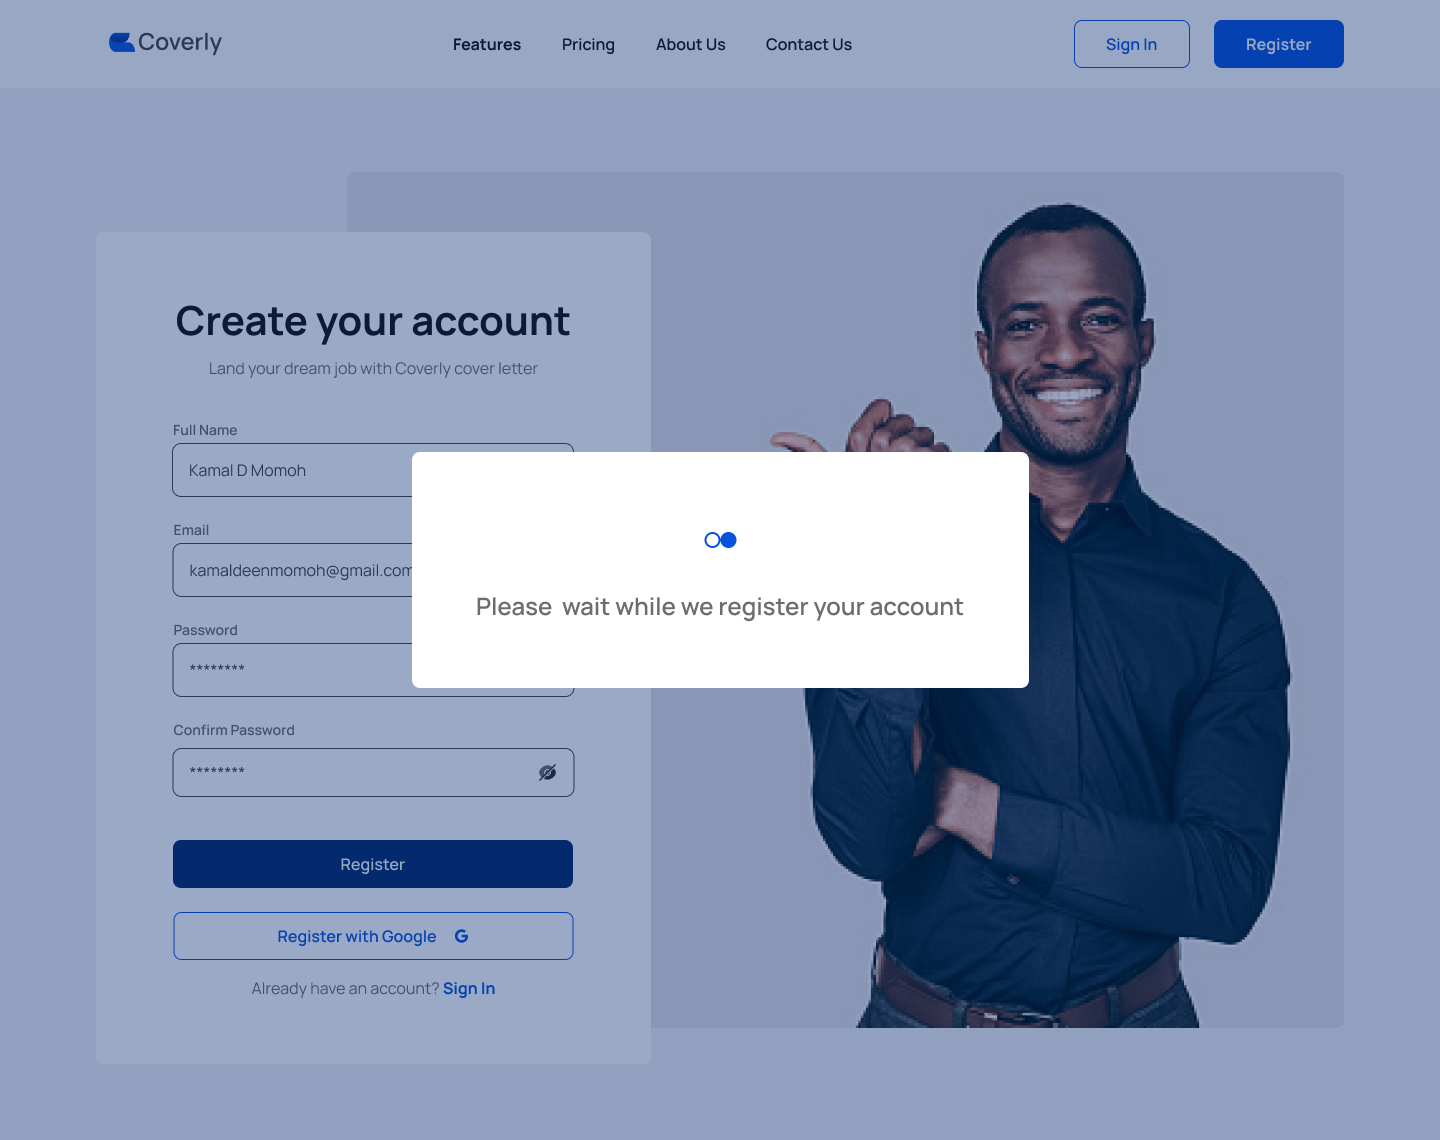 Coverly
Features
Pricing
About Us
Contact Us
Sign In
Register
Create your account
Land your dream job with Coverly cover letter
Full Name
Kamal D Momoh
Email
kamaldeenmomoh@gmail.com
Password
********
Confirm Password
********
Register
Register with Google G
Already have an account? Sign In
Please  wait while we register your account